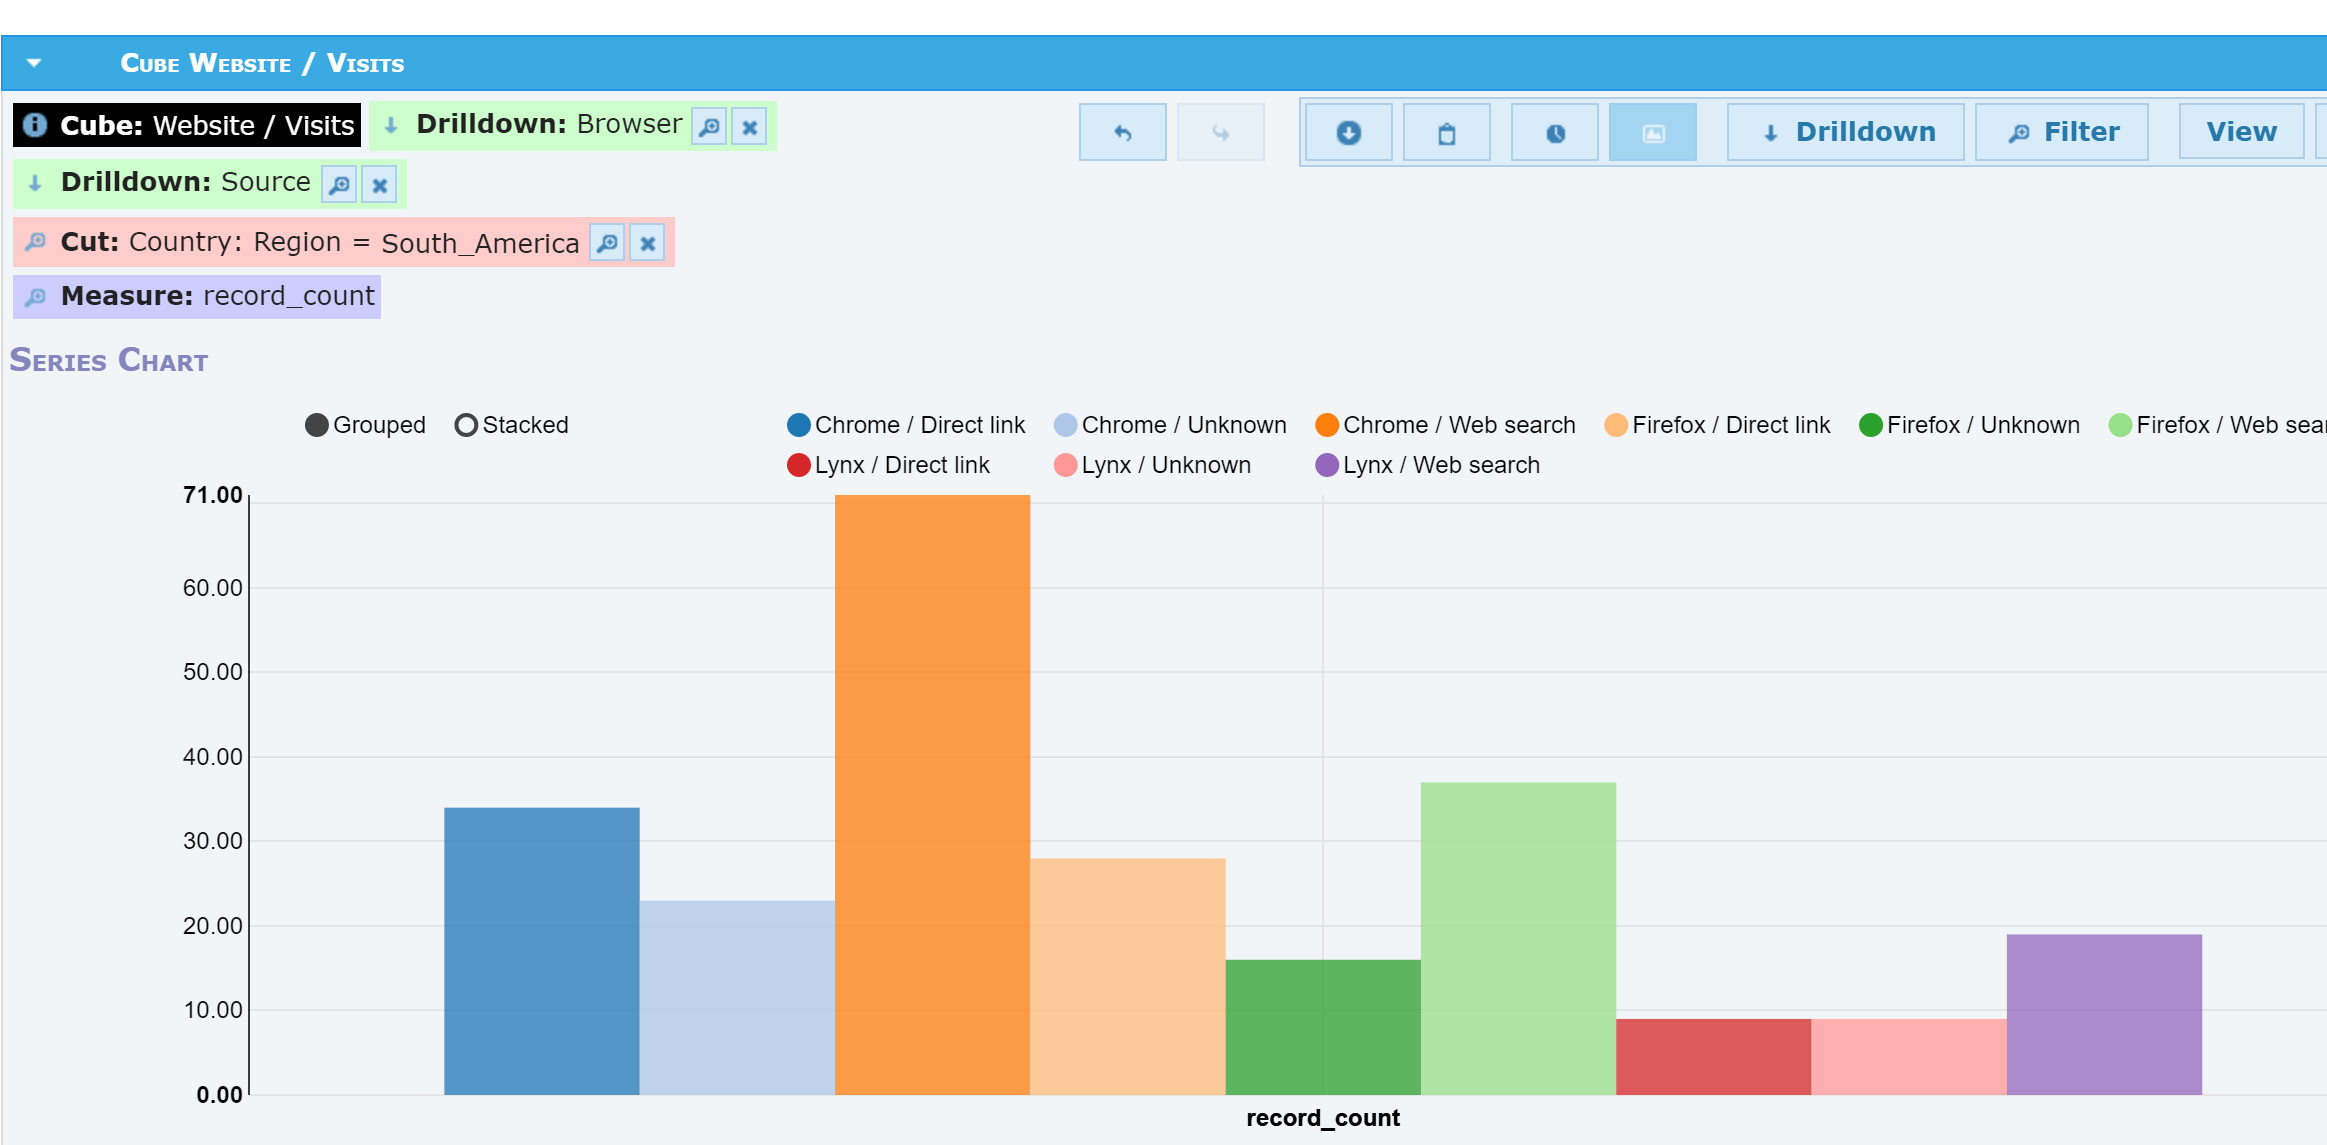 Cube Website / Visits
Cube: Website / Visits Drilldown: Browser
Drilldown Filter View
Drilldown: Source
Cut: Country: Region = South_America
Measure: record_count
Series Chart
Grouped Stacked Chrome / Direct link Chrome / Unknown Chrome / Web search Firefox / Direct link Firefox / Unknown Firefox / Web sear
Lynx / Direct link Lynx / Unknown Lynx / Web search
71.00
60.00
50.00
40.00
30.00
20.00
10.00
0.00
record_count